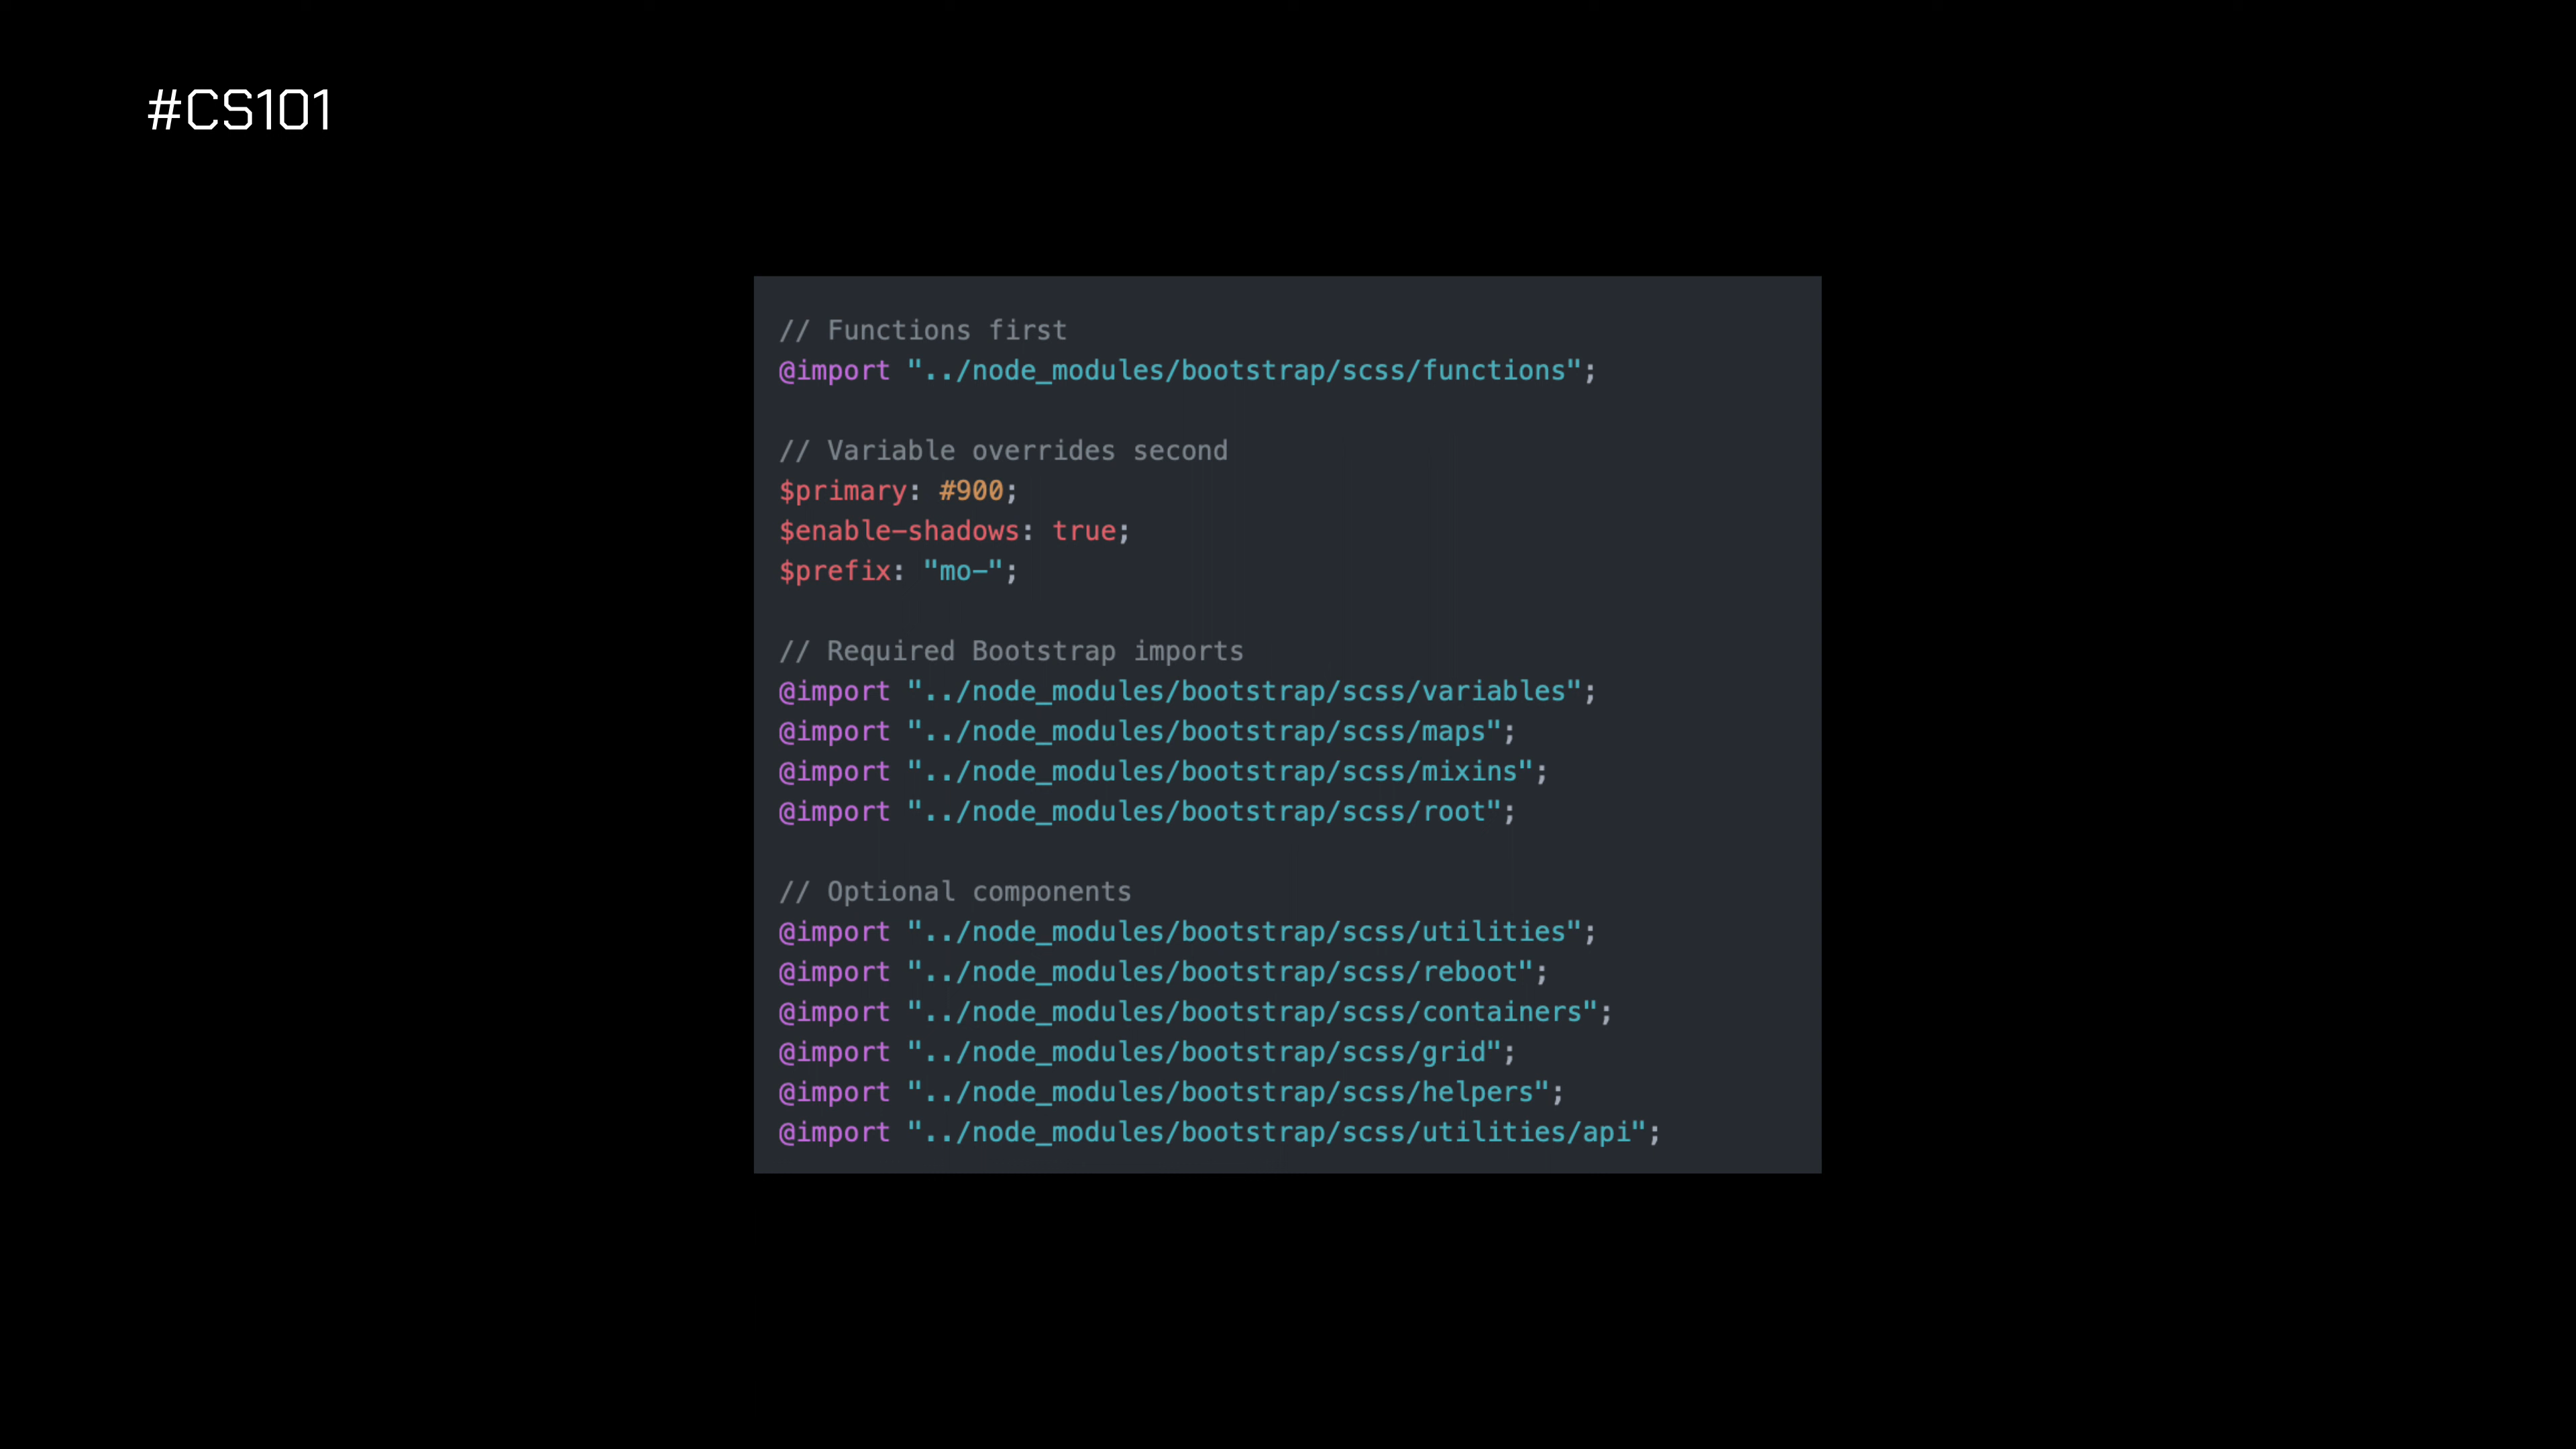 #CS101
// Functions first
@import "../node_modules/bootstrap/scss/functions";
// Variable overrides second
$primary: #900;
$enable-shadows: true;
$prefix: "mo-";
// Required Bootstrap imports
@import "../node_modules/bootstrap/scss/variables";
@import "../node_modules/bootstrap/scss/maps";
@import "../node_modules/bootstrap/scss/mixins";
@import "../node_modules/bootstrap/scss/root";
// Optional components
@import "../node_modules/bootstrap/scss/utilities";
@import "../node_modules/bootstrap/scss/reboot";
@import "../node_modules/bootstrap/scss/containers";
@import "../node_modules/bootstrap/scss/grid";
@import "../node_modules/bootstrap/scss/helpers";
@import "../node_modules/bootstrap/scss/utilities/api";